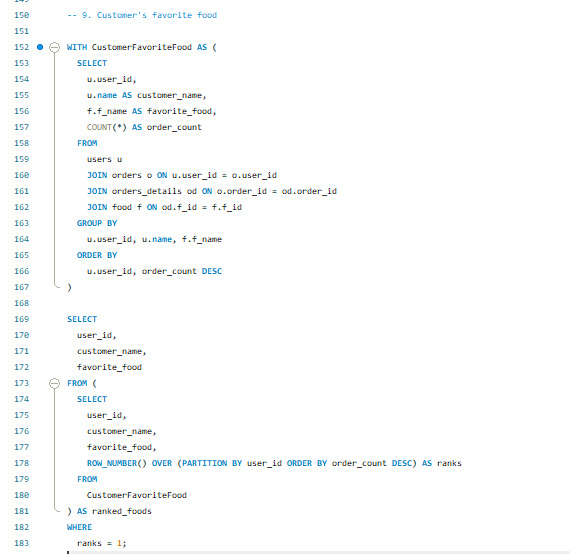 150 -- 9. Customer's favorite food
151
152 WITH CustomerFavoriteFood AS (
153 SELECT
154 u.user_id,
155 u.name AS customer_name,
156 f.f_name AS favorite_food,
157 COUNT(*) AS order_count
158 FROM
159 users u
160 JOIN orders o ON u.user_id = o.user_id
161 JOIN orders_details od ON o.order_id = od.order_id
162 JOIN food f ON od.f_id = f.f_id
163 GROUP BY
164 u.user_id, u.name, f.f_name
165 ORDER BY
166 u.user_id, order_count DESC
167 )
168
169 SELECT
170 user_id,
171 customer_name,
172 favorite_food
173 FROM (
174 SELECT
175 user_id,
176 customer_name,
177 favorite_food,
178 ROW_NUMBER() OVER (PARTITION BY user_id ORDER BY order_count DESC) AS ranks
179 FROM
180 CustomerFavoriteFood
181 ) AS ranked_foods
182 WHERE
183 ranks = 1;